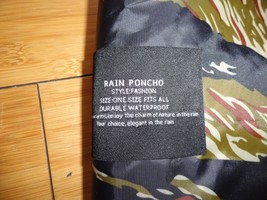 RAIN PONCHO
STYLE:FASHION
SIZE:ONE SIZE FITS ALL
DURABLE WATERPROOF
enjoy the charm of nature in the rain
Your choice, elegant in the rain